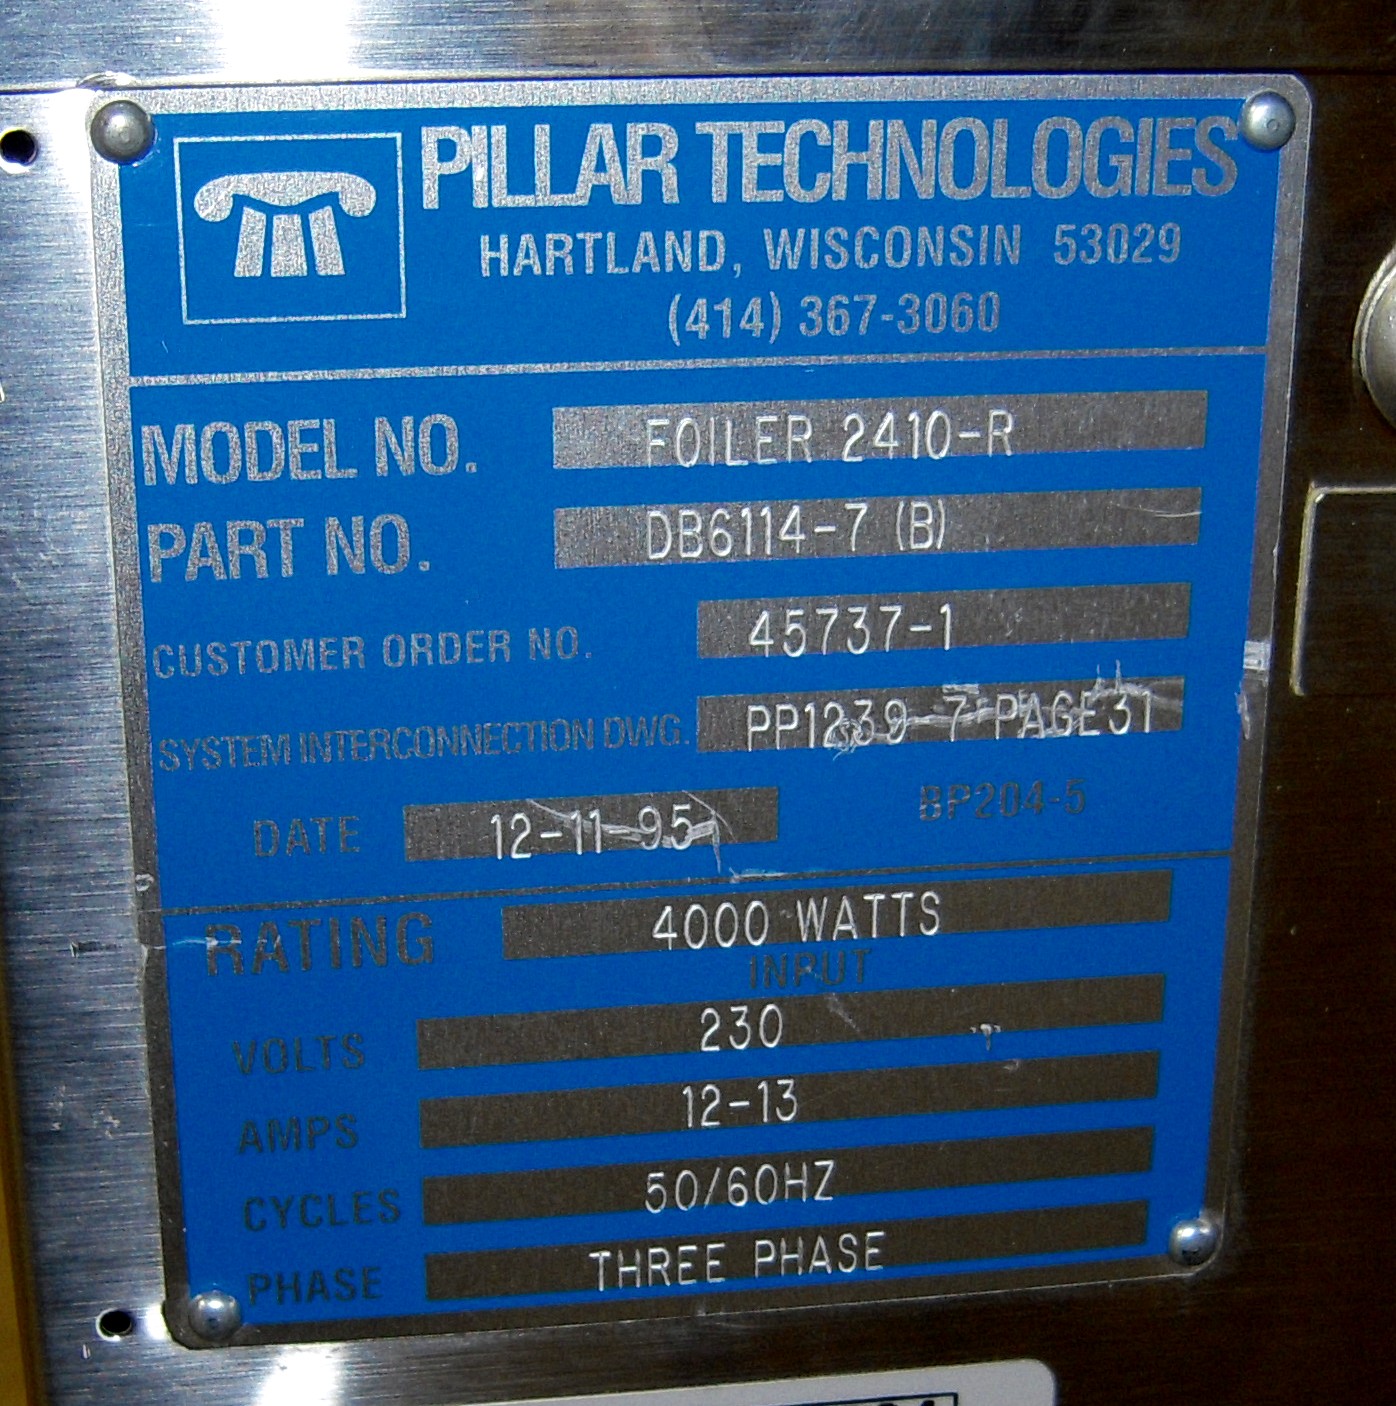 PILLAR TECHNOLOGIES
HARTLAND, WISCONSIN 53029
(414) 367-3060
MODEL NO. FOILER 2410-R
PART NO. DB6114-7 (B)
CUSTOMER ORDER NO. 45737-1
SYSTEM INTERCONNECTION DWG. PP1239-7 PAGE31
DATE 12-11-95 BP204-5
RATING 4000 WATTS
INPUT
VOLTS 230
AMPS 12-13
CYCLES 50/60HZ
PHASE THREE PHASE